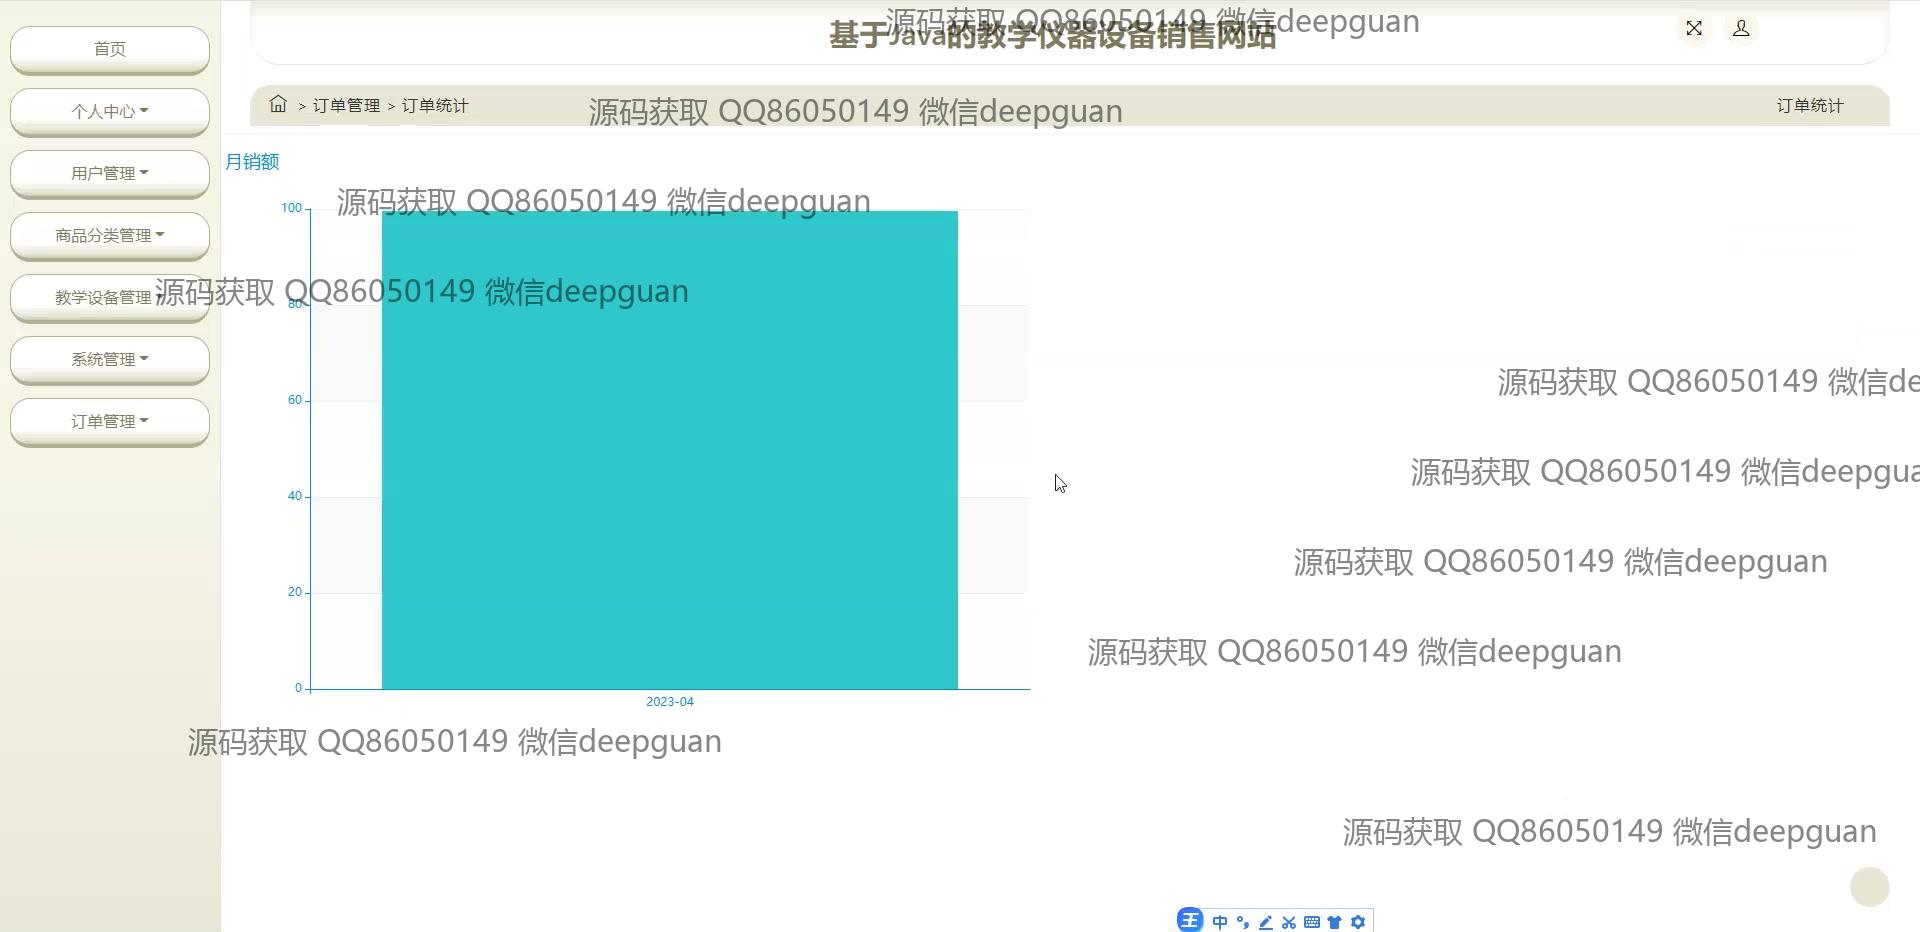 首页
个人中心
用户管理
商品分类管理
教学设备管理
系统管理
订单管理
源码获取 QQ86050149 微信deepguan
基于Java的教学仪器设备销售网站
> 订单管理 > 订单统计
源码获取 QQ86050149 微信deepguan
订单统计
月销额
源码获取 QQ86050149 微信deepguan
100
源码获取 QQ86050149 微信deepguan
80
源码获取 QQ86050149 微信de
60
源码获取 QQ86050149 微信deepgua
40
源码获取 QQ86050149 微信deepguan
20
源码获取 QQ86050149 微信deepguan
0
2023-04
源码获取 QQ86050149 微信deepguan
源码获取 QQ86050149 微信deepguan
王 中